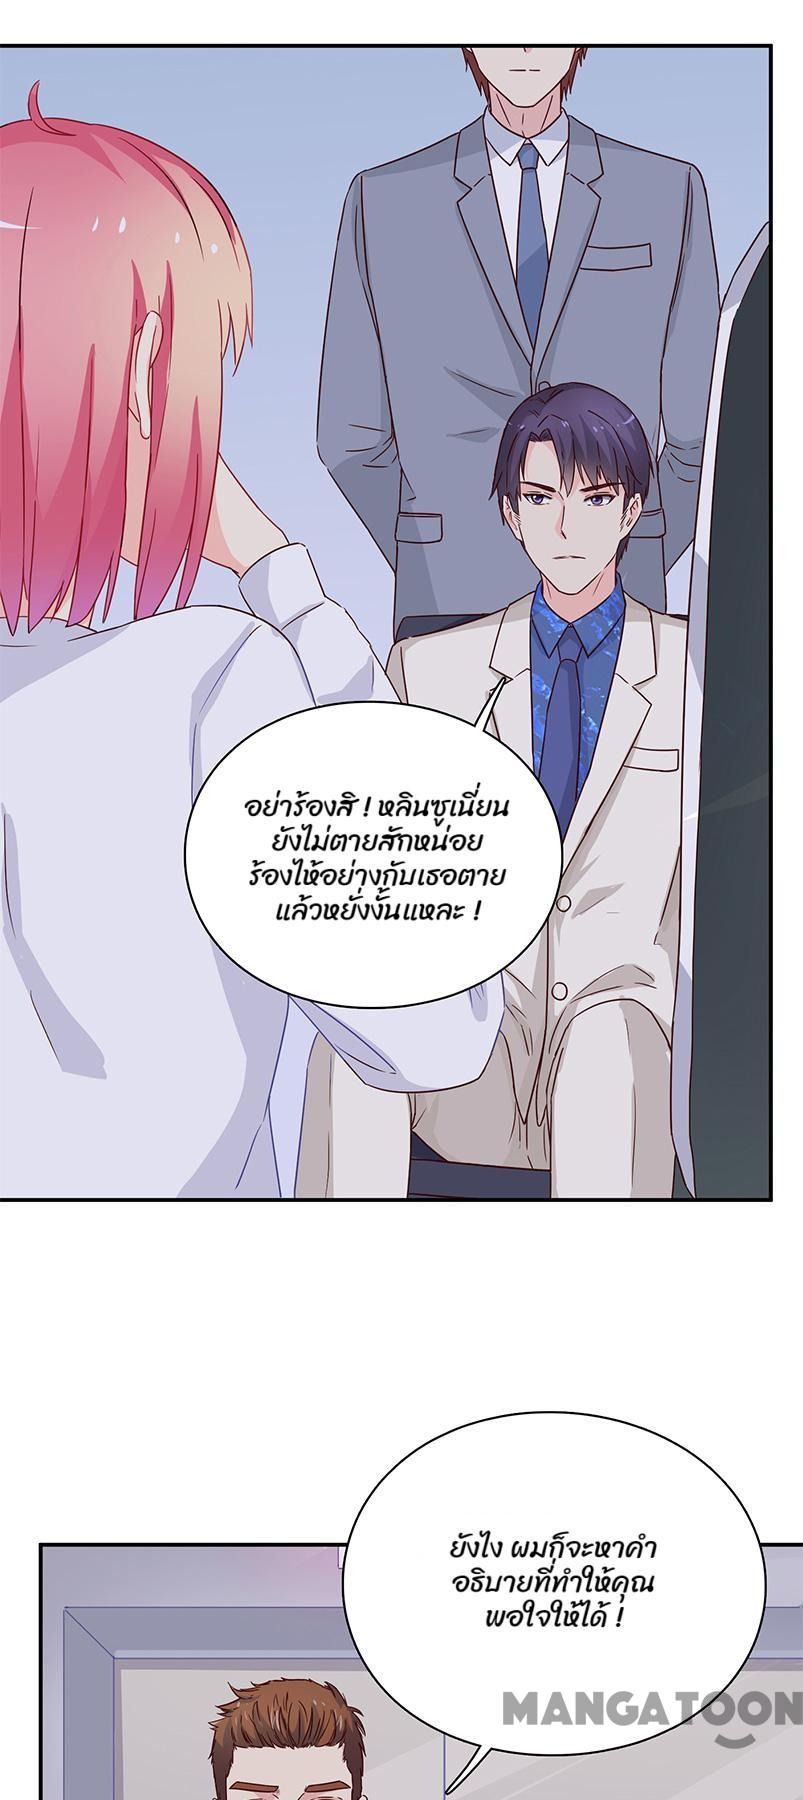 อย่าร้องสิ ! หลินซูเนี่ยน
ยังไม่ตายสักหน่อย
ร้องไห้อย่างกับเธอตาย
แล้วหยั่งงั้นแหละ !
ยังไง ผมก็จะหาคำ
อธิบายที่ทำให้คุณ
พอใจให้ได้ !
MANGATOON